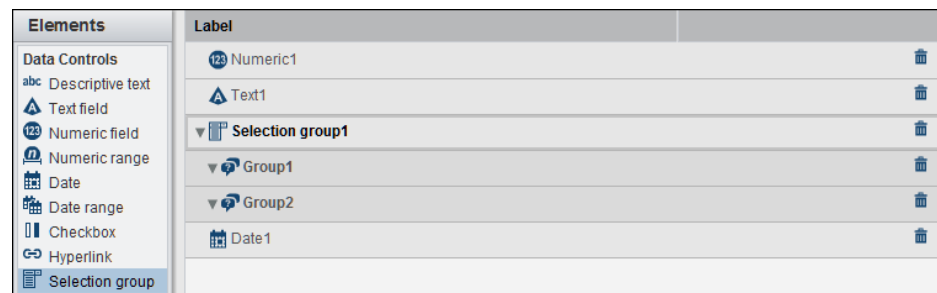 Elements
Label
Data Controls
abc Descriptive text
A Text field
123 Numeric field
n Numeric range
Date
Date range
Checkbox
Hyperlink
Selection group
123 Numeric1
A Text1
Selection group1
? Group1
? Group2
Date1